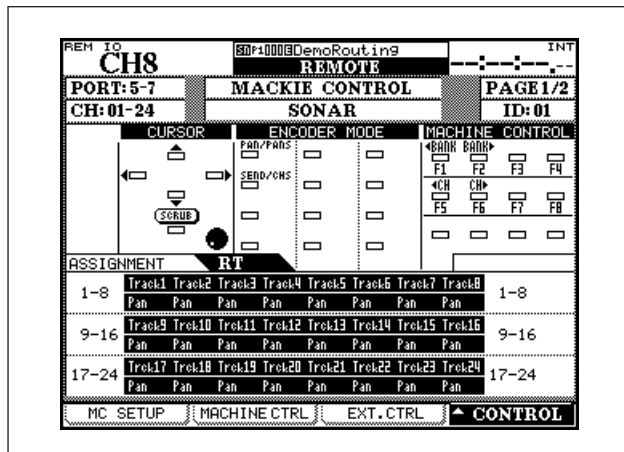 REM IO
CH8
SD P1000B DemoRouting
REMOTE
INT
--:--:--.--
PORT: 5-7
MACKIE CONTROL
PAGE1/2
CH: 01-24
SONAR
ID: 01
CURSOR
ENCODER MODE
MACHINE CONTROL
PAN/PANS
SEND/CHS
SCRUB
◀BANK BANK▶
F1 F2 F3 F4
◀CH CH▶
F5 F6 F7 F8
ASSIGNMENT
RT
1-8 Track1 Track2 Track3 Track4 Track5 Track6 Track7 Track8 1-8
Pan Pan Pan Pan Pan Pan Pan Pan
9-16 Track9 Trck10 Trck11 Trck12 Trck13 Trck14 Trck15 Trck16 9-16
Pan Pan Pan Pan Pan Pan Pan Pan
17-24 Trck17 Trck18 Trck19 Trck20 Trck21 Trck22 Trck23 Trck24 17-24
Pan Pan Pan Pan Pan Pan Pan Pan
MC SETUP
MACHINE CTRL
EXT.CTRL
CONTROL